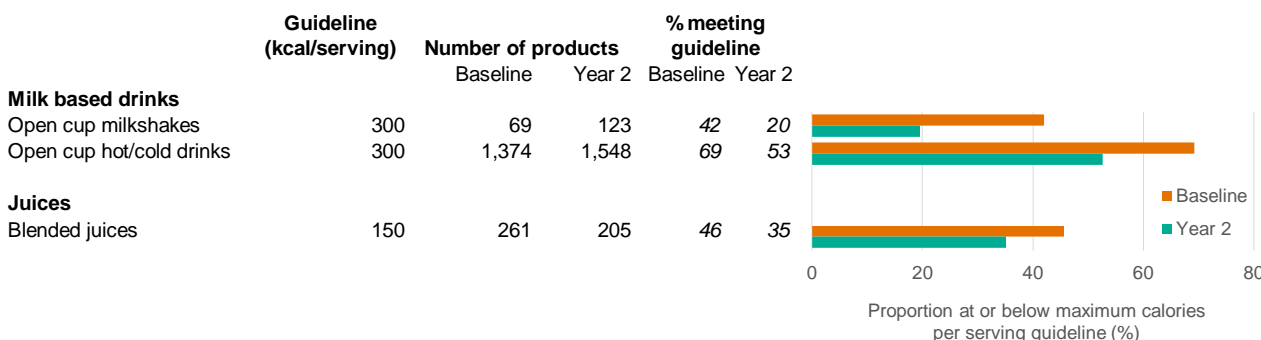 Guideline (kcal/serving) Number of products % meeting guideline
Baseline Year 2 Baseline Year 2
Milk based drinks
Open cup milkshakes 300 69 123 42 20
Open cup hot/cold drinks 300 1,374 1,548 69 53
Juices
Blended juices 150 261 205 46 35
Baseline
Year 2
0 20 40 60 80
Proportion at or below maximum calories
per serving guideline (%)